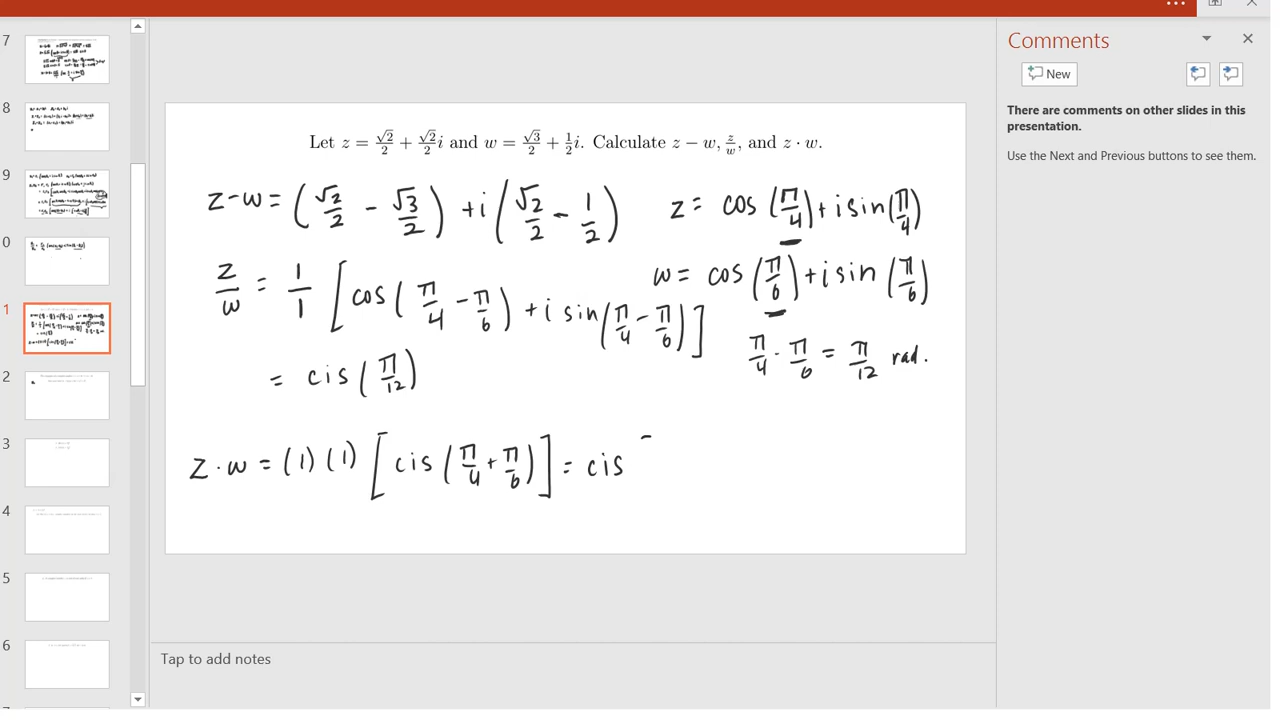 Comments
New
There are comments on other slides in this
presentation.
Use the Next and Previous buttons to see them.
7
8
9
0
1
2
3
4
5
6
Let z = √2/2 + √2/2 i and w = √3/2 + 1/2 i. Calculate z − w, z/w, and z · w.
z-w = (√2/2 - √3/2) + i(√2/2 - 1/2)
z = cos(π/4) + i sin(π/4)
z/w = 1/1 [cos(π/4 - π/6) + i sin(π/4 - π/6)]
w = cos(π/6) + i sin(π/6)
π/4 - π/6 = π/12 rad.
= cis(π/12)
z · w = (1)(1) [cis(π/4 + π/6)] = cis
Tap to add notes